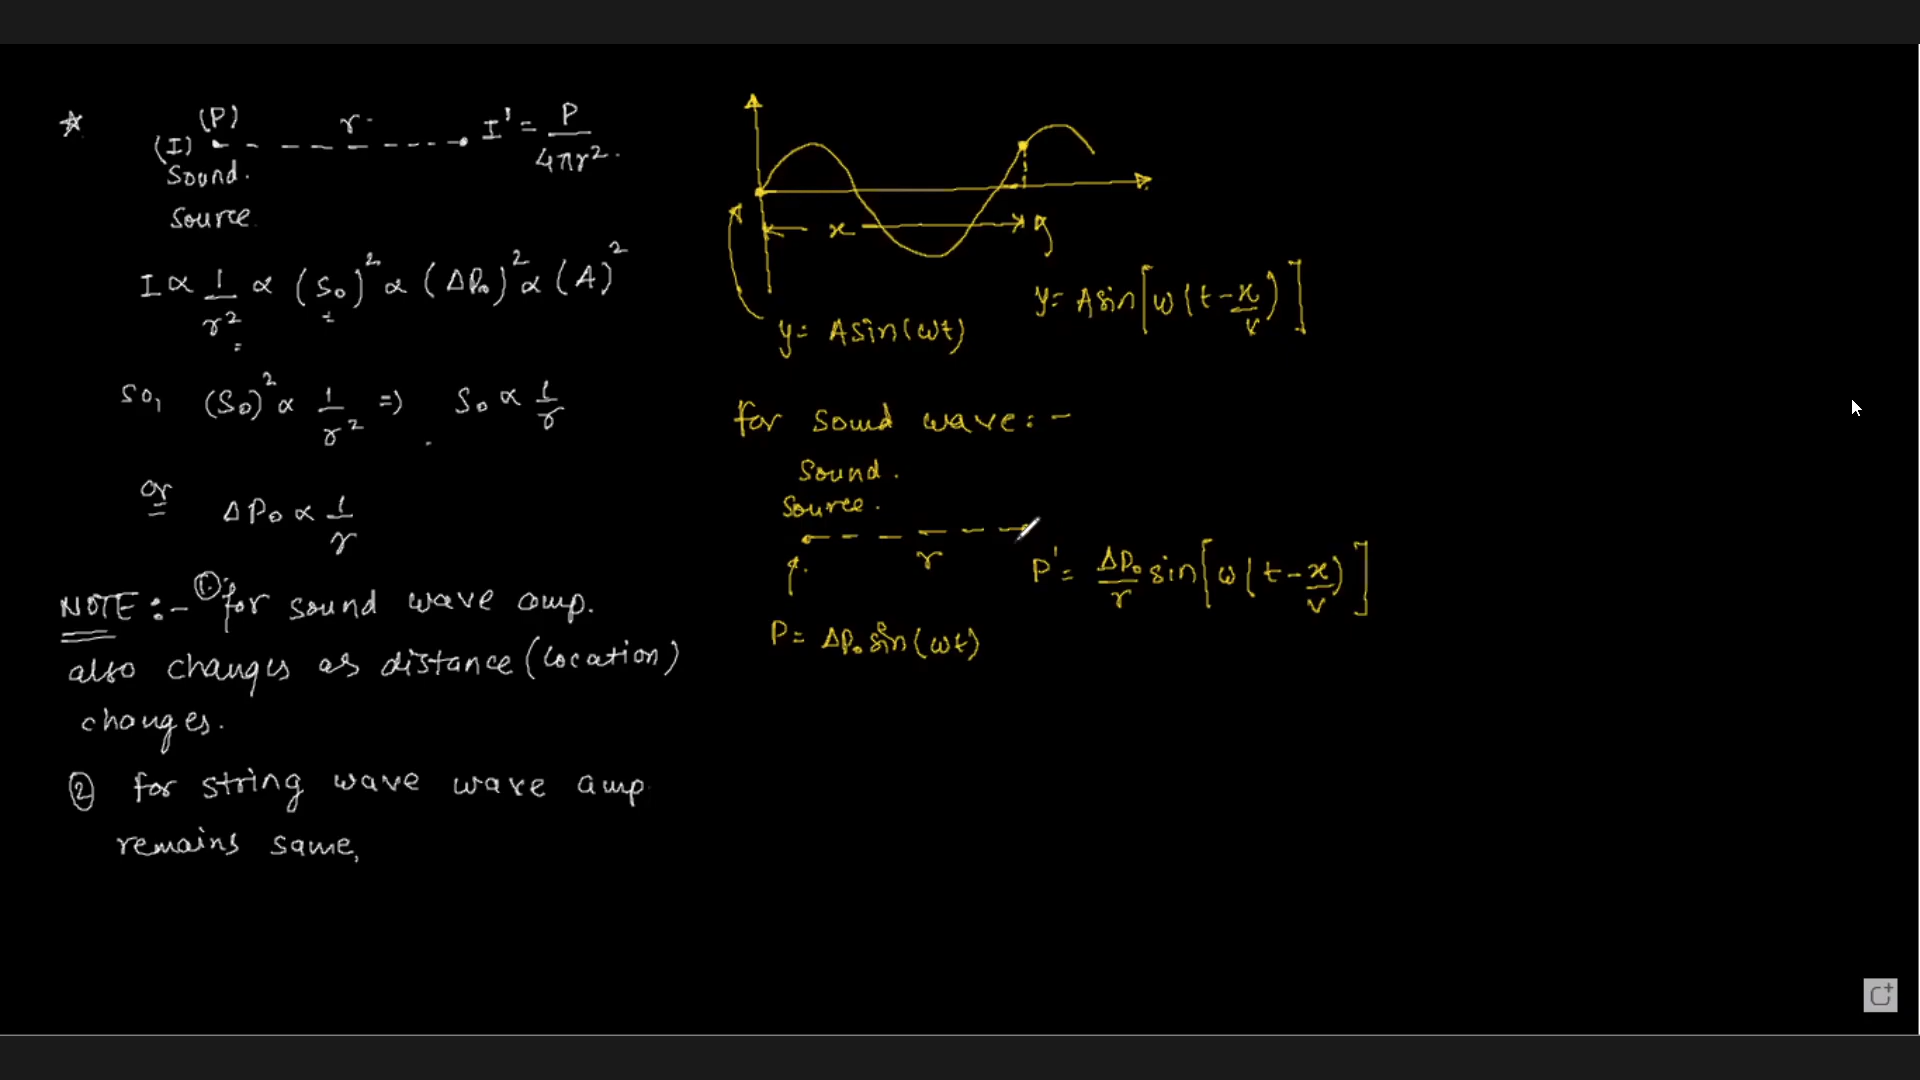 ☆ (P)
(I) r I' = P/4πr².
Sound.
Source.
I ∝ 1/r² ∝ (S₀)² ∝ (ΔP₀)² ∝ (A)²
So, (S₀)² ∝ 1/r² => S₀ ∝ 1/r
or ΔP₀ ∝ 1/r
NOTE :- ①. for sound wave amp.
also changes as distance (location)
changes.
② for string wave wave amp.
remains same,
x
y = A sin[ω(t - x/v)]
y = A sin(ωt)
for sound wave :-
Sound.
Source.
r
P' = ΔP₀/r sin[ω(t - x/v)]
P = ΔP₀ sin(ωt)